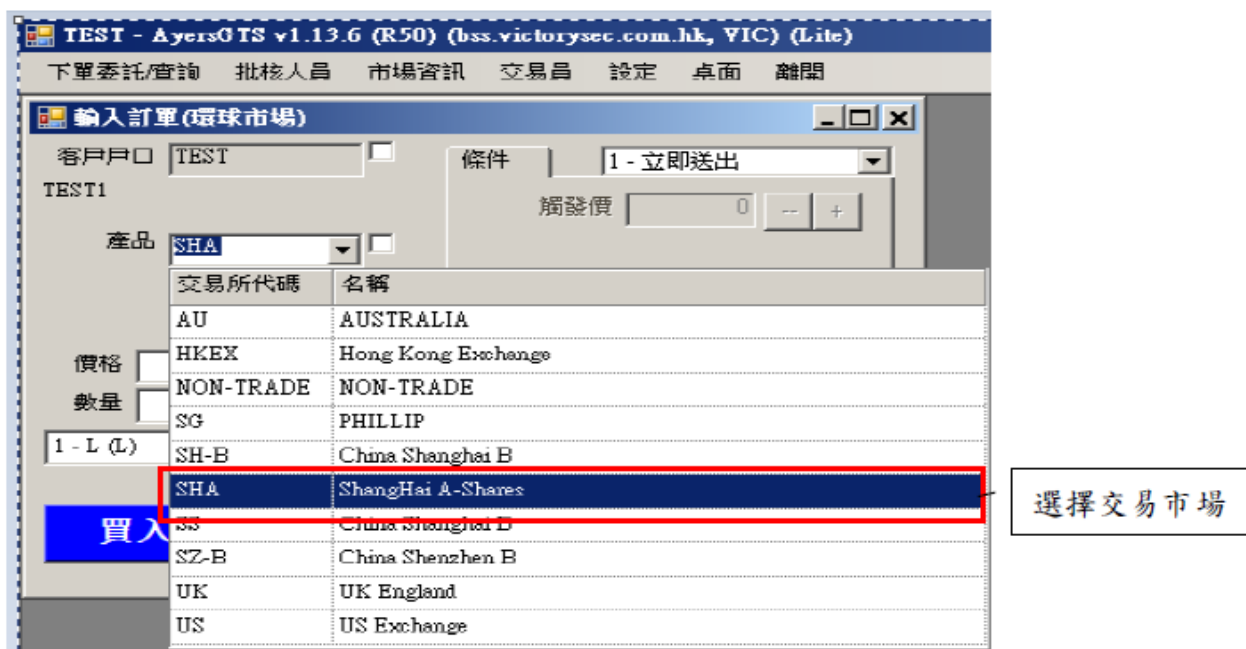 TEST - AyersGTS v1.13.6 (R50) (bss.victorysec.com.hk, VIC) (Lite)
下單委託/查詢 批核人員 市場資訊 交易員 設定 卓面 離開
輸入訂單(環球市場)
客戶戶口 TEST 條件 1 - 立即送出
TEST1
觸發價 0 -- +
產品 SHA
交易所代碼 名稱
AU AUSTRALIA
HKEX Hong Kong Exchange
價格
NON-TRADE NON-TRADE
數量
SG PHILLIP
1 - L (L)
SH-B China Shanghai B
SHA ShangHai A-Shares
選擇交易市場
買入
SS China Shanghai B
SZ-B China Shenzhen B
UK UK England
US US Exchange